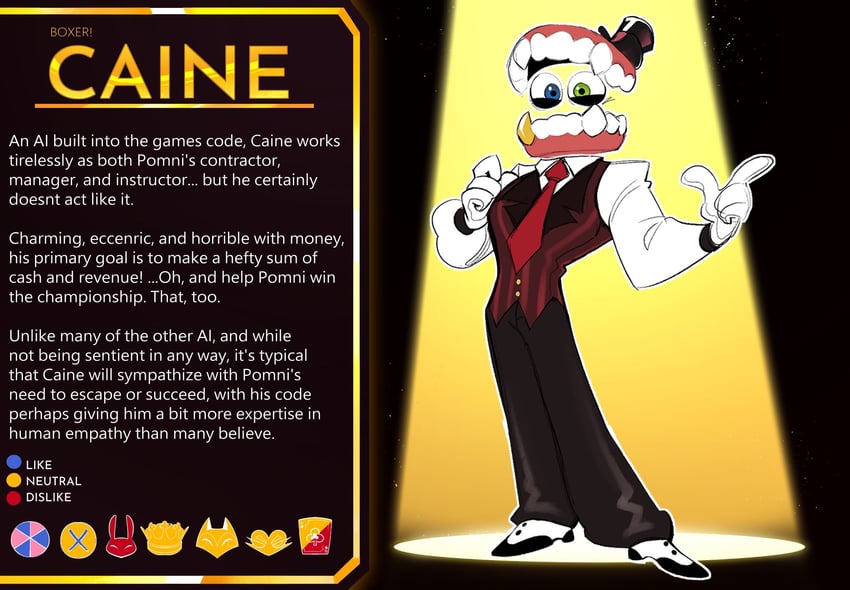 BOXER!
CAINE
An AI built into the games code, Caine works
tirelessly as both Pomni's contractor,
manager, and instructor... but he certainly
doesnt act like it.
Charming, eccenric, and horrible with money,
his primary goal is to make a hefty sum of
cash and revenue! ...Oh, and help Pomni win
the championship. That, too.
Unlike many of the other AI, and while
not being sentient in any way, it's typical
that Caine will sympathize with Pomni's
need to escape or succeed, with his code
perhaps giving him a bit more expertise in
human empathy than many believe.
LIKE
NEUTRAL
DISLIKE